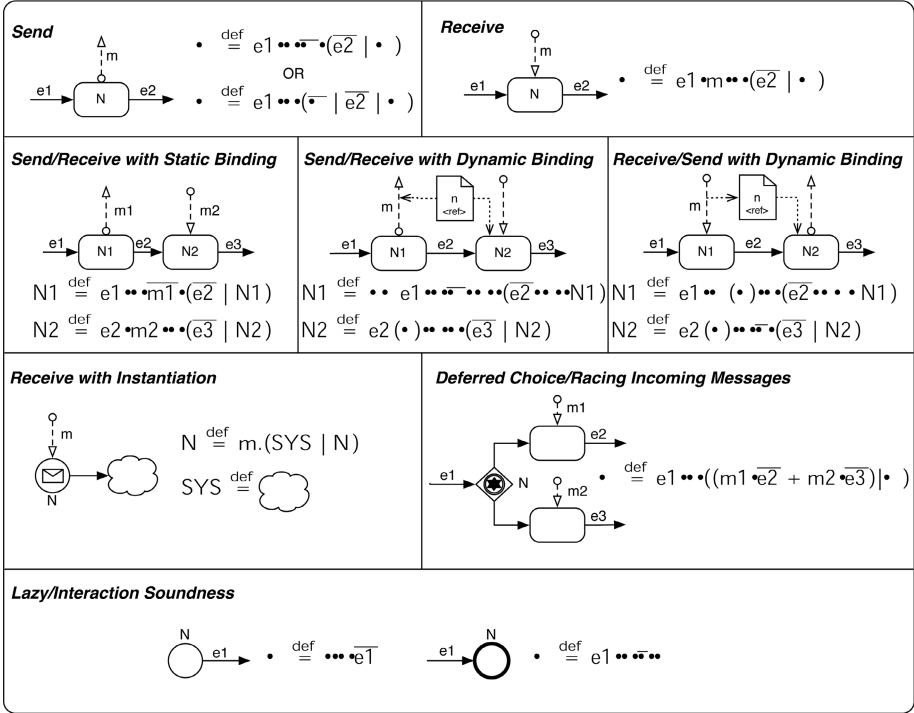 Send
m
e1 N e2
• def= e1 •• •‾• •(e2̅ | • )
OR
• def= e1 •• •(•̅ | e2̅ | • )
Receive
m
e1 N e2
• def= e1 •m•• •(e2̅ | • )
Send/Receive with Static Binding
m1 m2
e1 N1 e2 N2 e3
N1 def= e1 •• •m1̅ •(e2̅ | N1)
N2 def= e2 •m2 •• •(e3̅ | N2)
Send/Receive with Dynamic Binding
m n
<ref>
e1 N1 e2 N2 e3
N1 def= • • e1 •• ••̅ •• • ••(e2̅ •• ••N1)
N2 def= e2 (• )•• •• •(e3̅ | N2)
Receive/Send with Dynamic Binding
m n
<ref>
e1 N1 e2 N2 e3
N1 def= e1 •• (• )•• •(e2̅ •• • • N1)
N2 def= e2 (• )•• ••̅ •(e3̅ | N2)
Receive with Instantiation
m
N
N def= m.(SYS | N)
SYS def=
Deferred Choice/Racing Incoming Messages
m1
e2
e1 N
m2
e3
• def= e1 •• •((m1 •e2̅ + m2 •e3̅)|• )
Lazy/Interaction Soundness
N
e1
• def= •• • •e1̅
N
e1
• def= e1 •• ••̅ ••